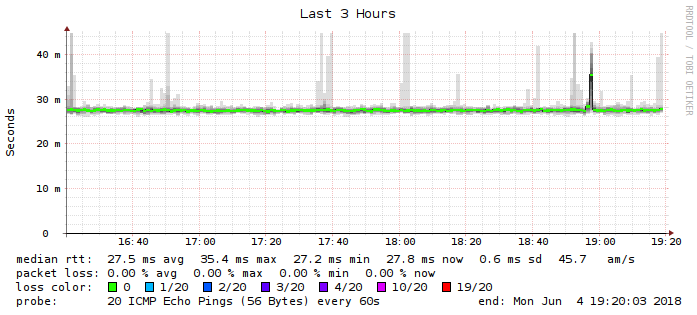 Last 3 Hours
RRDTOOL / TOBI OETIKER
Seconds
40 m
30 m
20 m
10 m
0
16:40 17:00 17:20 17:40 18:00 18:20 18:40 19:00 19:20
median rtt: 27.5 ms avg 35.4 ms max 27.2 ms min 27.8 ms now 0.6 ms sd 45.7 am/s
packet loss: 0.00 % avg 0.00 % max 0.00 % min 0.00 % now
loss color: 0 1/20 2/20 3/20 4/20 10/20 19/20
probe: 20 ICMP Echo Pings (56 Bytes) every 60s end: Mon Jun 4 19:20:03 2018